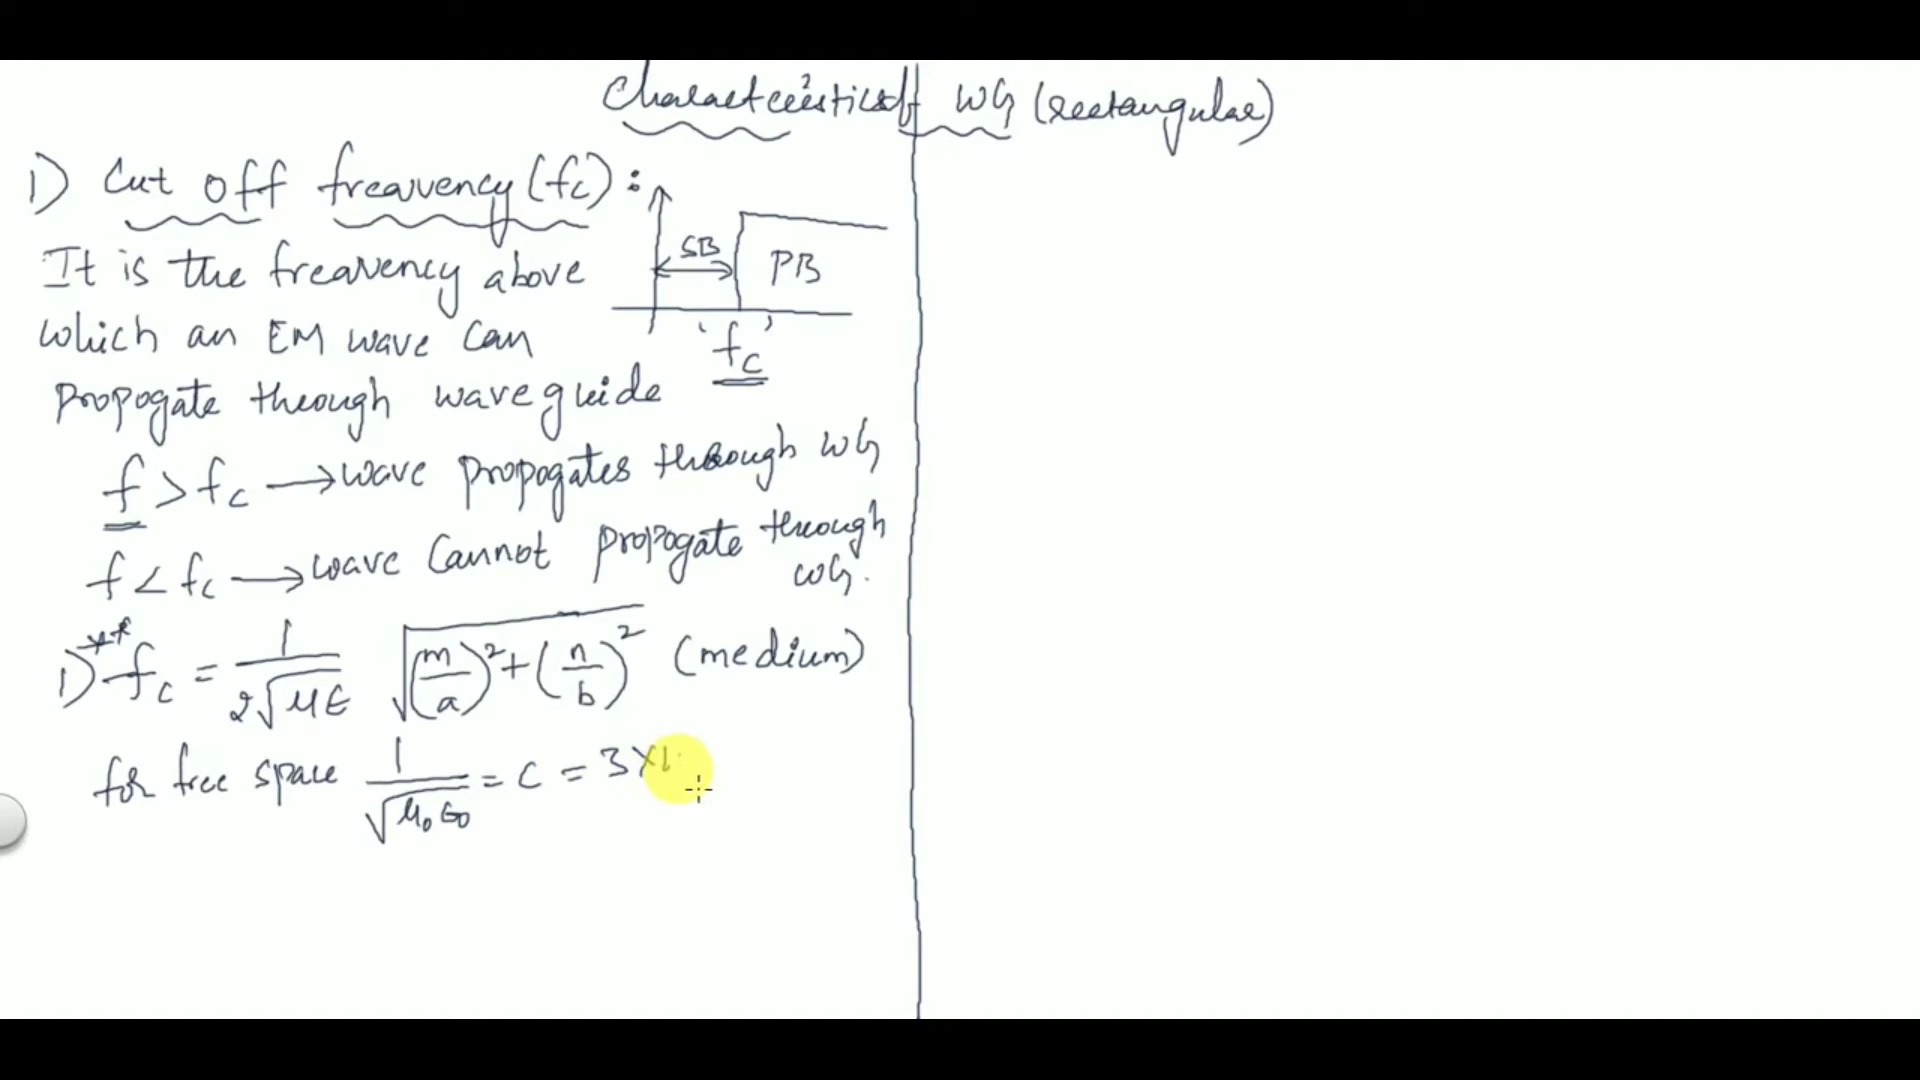 Characteristics of WG (rectangular)
1) Cut off frequency (fc) :
SB
PB
'fc'
It is the frequency above
which an EM wave can
propogate through waveguide
f > fc → wave propogates through WG
f < fc → wave cannot propogate through
WG.
1) ** fc = 1/(2√με) √((m/a)² + (n/b)²) (medium)
for free space 1/√(μ₀ε₀) = c = 3×1